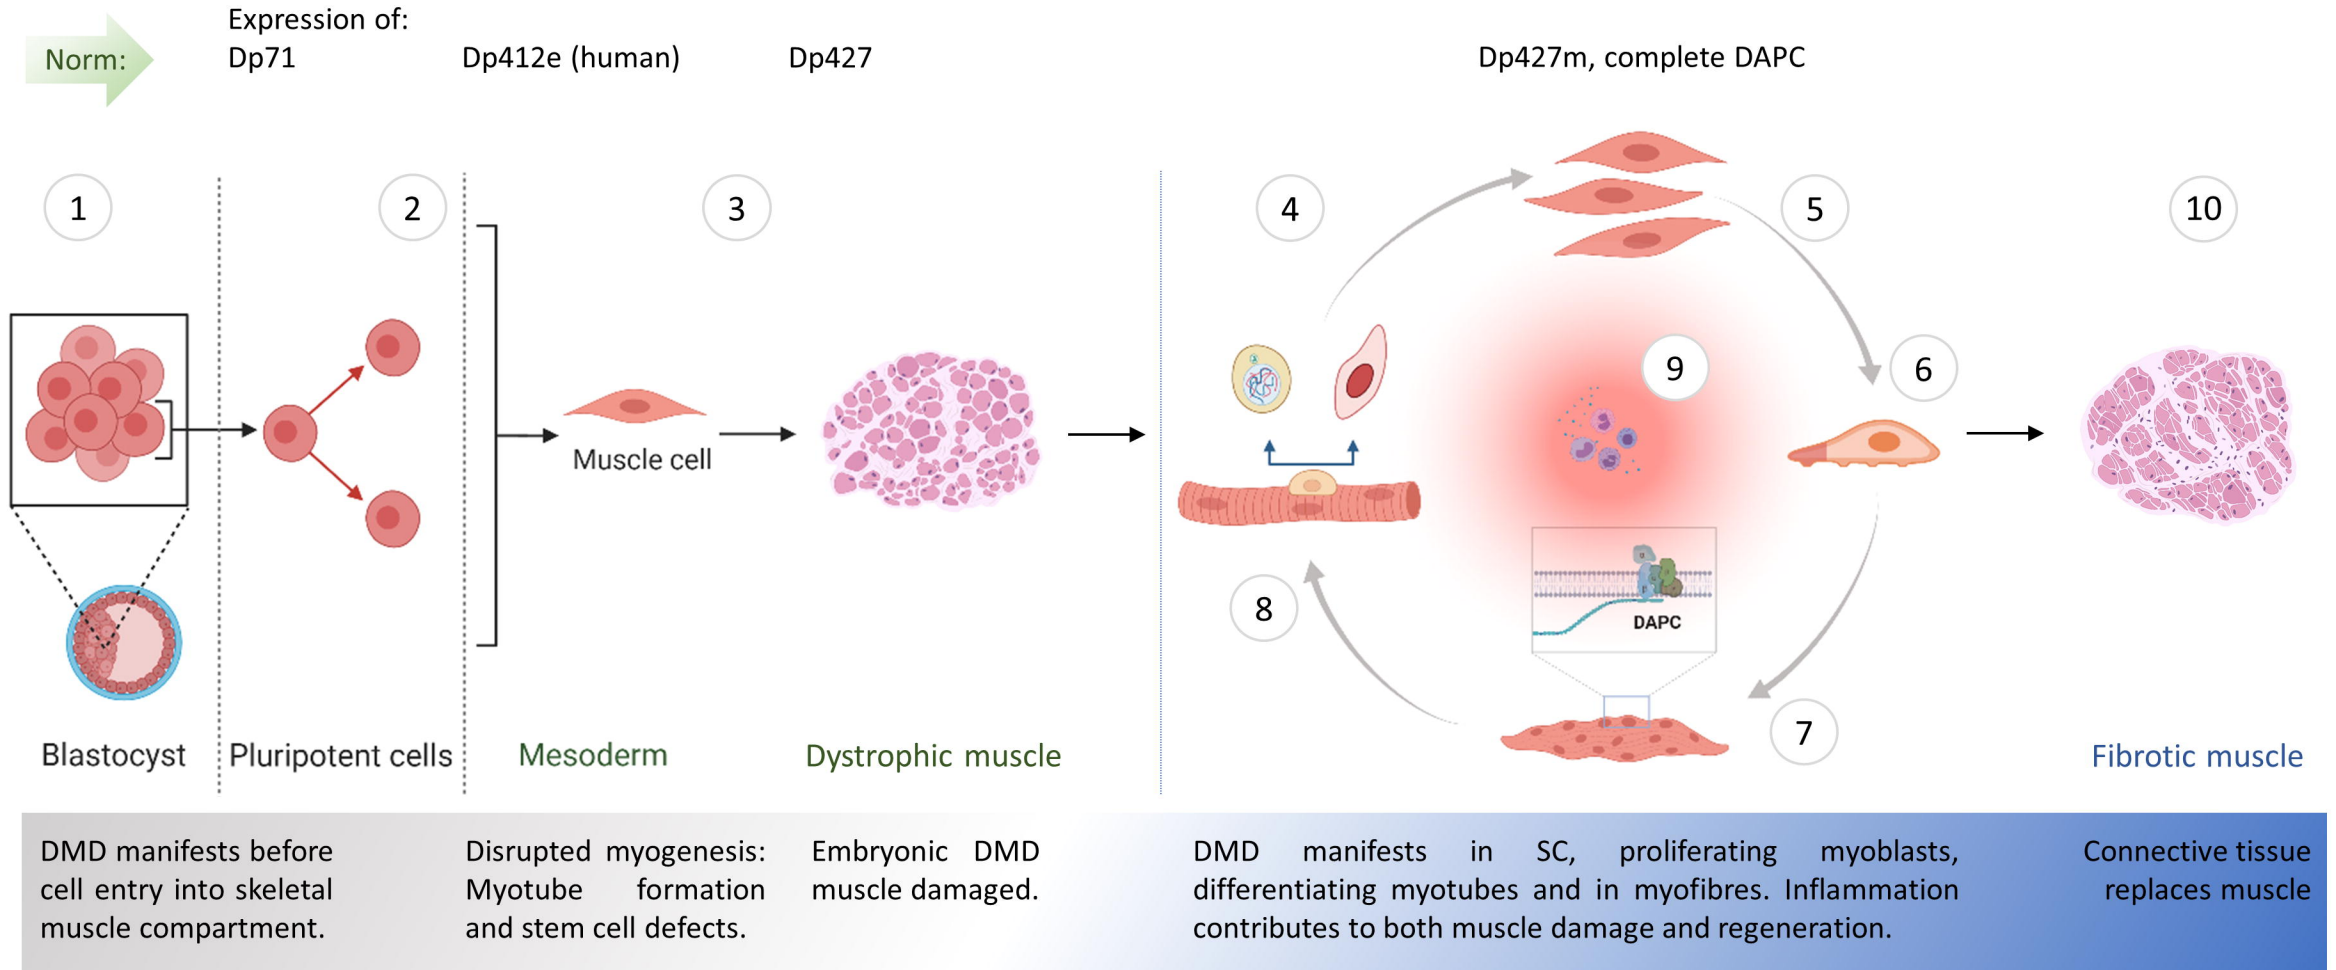 Norm:
Expression of:
Dp71
Dp412e (human)
Dp427
Dp427m, complete DAPC
1
2
3
4
5
6
7
8
9
10
Muscle cell
DAPC
Blastocyst
Pluripotent cells
Mesoderm
Dystrophic muscle
Fibrotic muscle
DMD manifests before
cell entry into skeletal
muscle compartment.
Disrupted myogenesis:
Myotube formation
and stem cell defects.
Embryonic DMD
muscle damaged.
DMD manifests in SC, proliferating myoblasts,
differentiating myotubes and in myofibres. Inflammation
contributes to both muscle damage and regeneration.
Connective tissue
replaces muscle